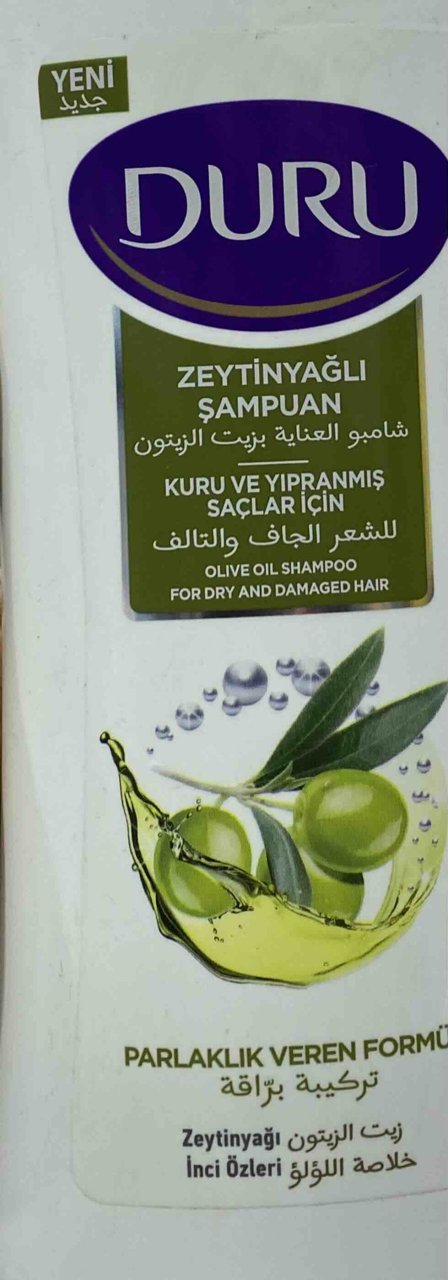 YENİ
جديد
DURU
ZEYTİNYAĞLI
ŞAMPUAN
شامبو العناية بزيت الزيتون
KURU VE YIPRANMIŞ
SAÇLAR İÇİN
للشعر الجاف والتالف
OLIVE OIL SHAMPOO
FOR DRY AND DAMAGED HAIR
PARLAKLIK VEREN FORMÜ
تركيبة برّاقة
Zeytinyağı زيت الزيتون
İnci Özleri خلاصة اللؤلؤ